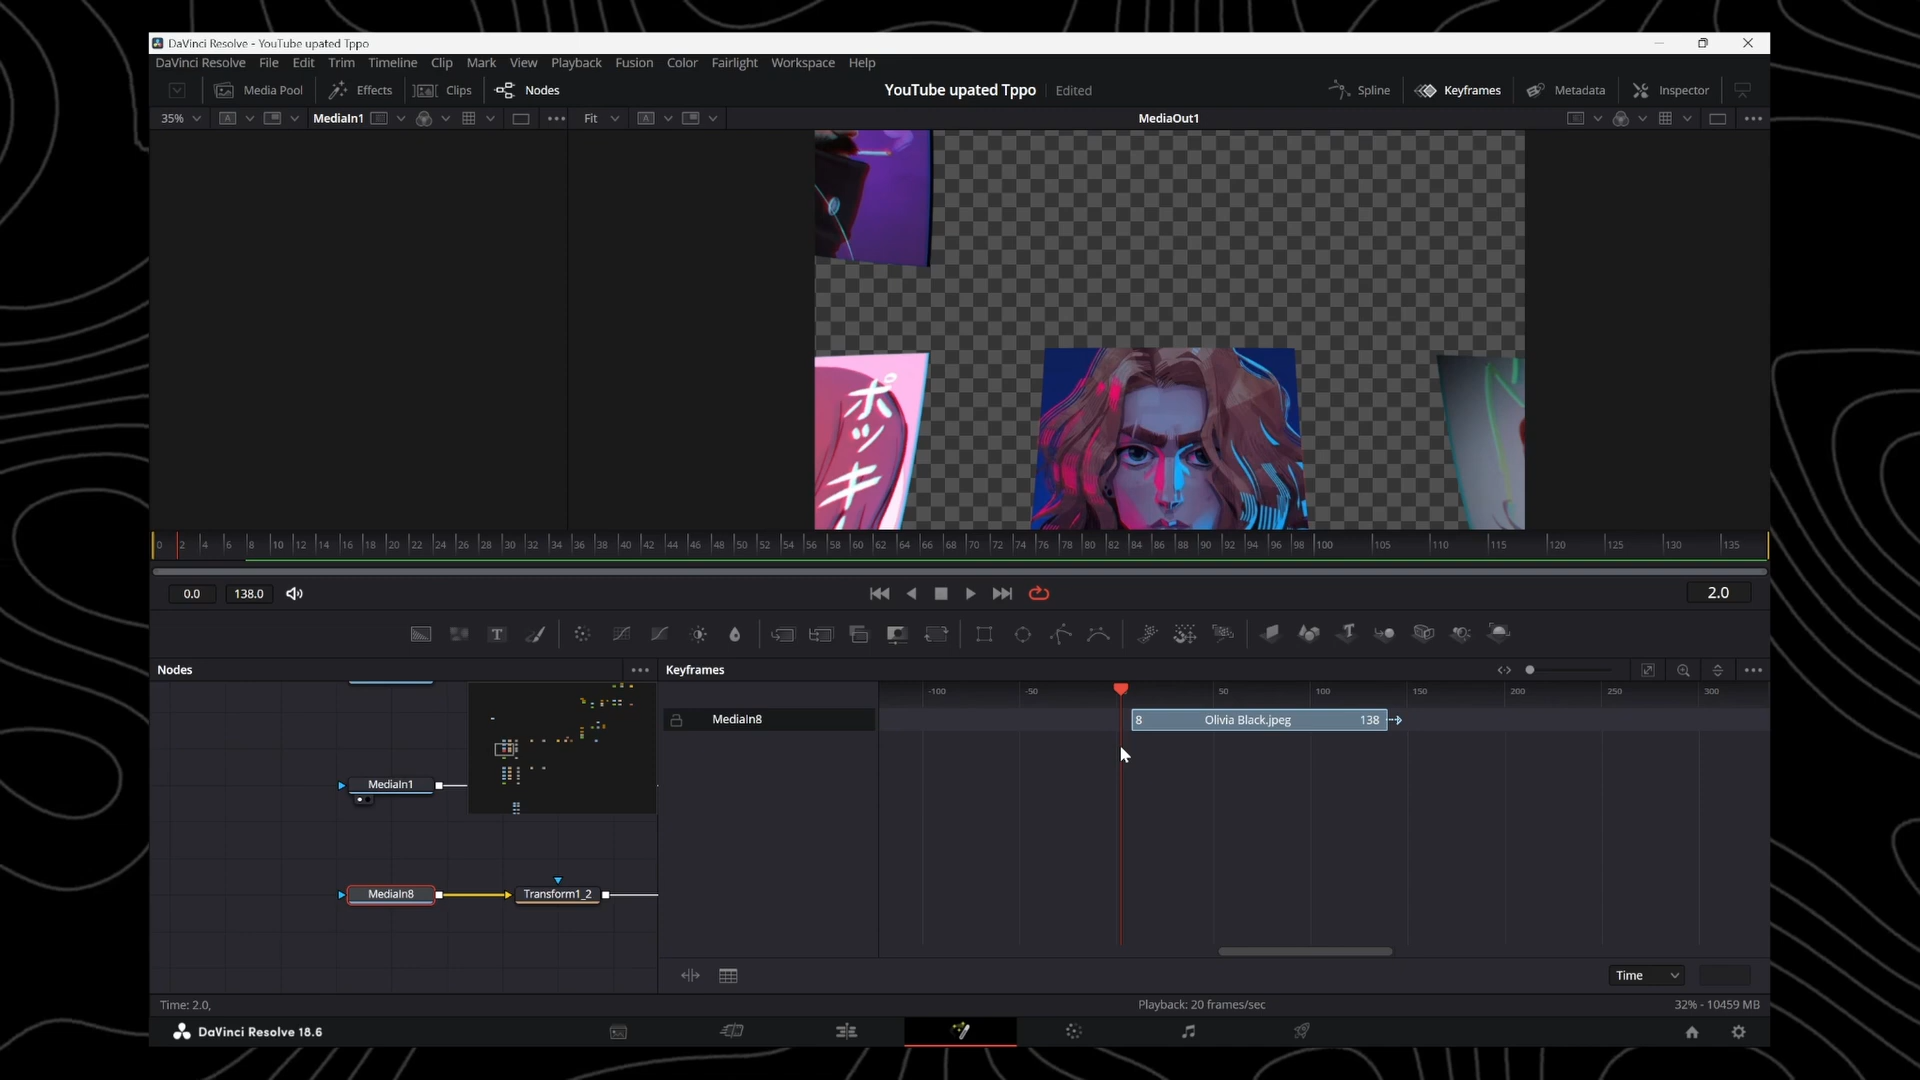 DaVinci Resolve - YouTube upated Tppo
DaVinci Resolve File Edit Trim Timeline Clip Mark View Playback Fusion Color Fairlight Workspace Help
Media Pool Effects Clips Nodes YouTube upated Tppo Edited Spline Keyframes Metadata Inspector
35% A MediaIn1 Fit A MediaOut1
ポッキ
0 2 4 6 8 10 12 14 16 18 20 22 24 26 28 30 32 34 36 38 40 42 44 46 48 50 52 54 56 58 60 62 64 66 68 70 72 74 76 78 80 82 84 86 88 90 92 94 96 98 100 105 110 115 120 125 130 135
0.0 138.0 2.0
Nodes Keyframes
-100 -50 50 100 150 200 250 300
MediaIn8 8 Olivia Black.jpeg 138
MediaIn1
MediaIn8 Transform1_2
Time
Time: 2.0, Playback: 20 frames/sec 32% - 10459 MB
DaVinci Resolve 18.6